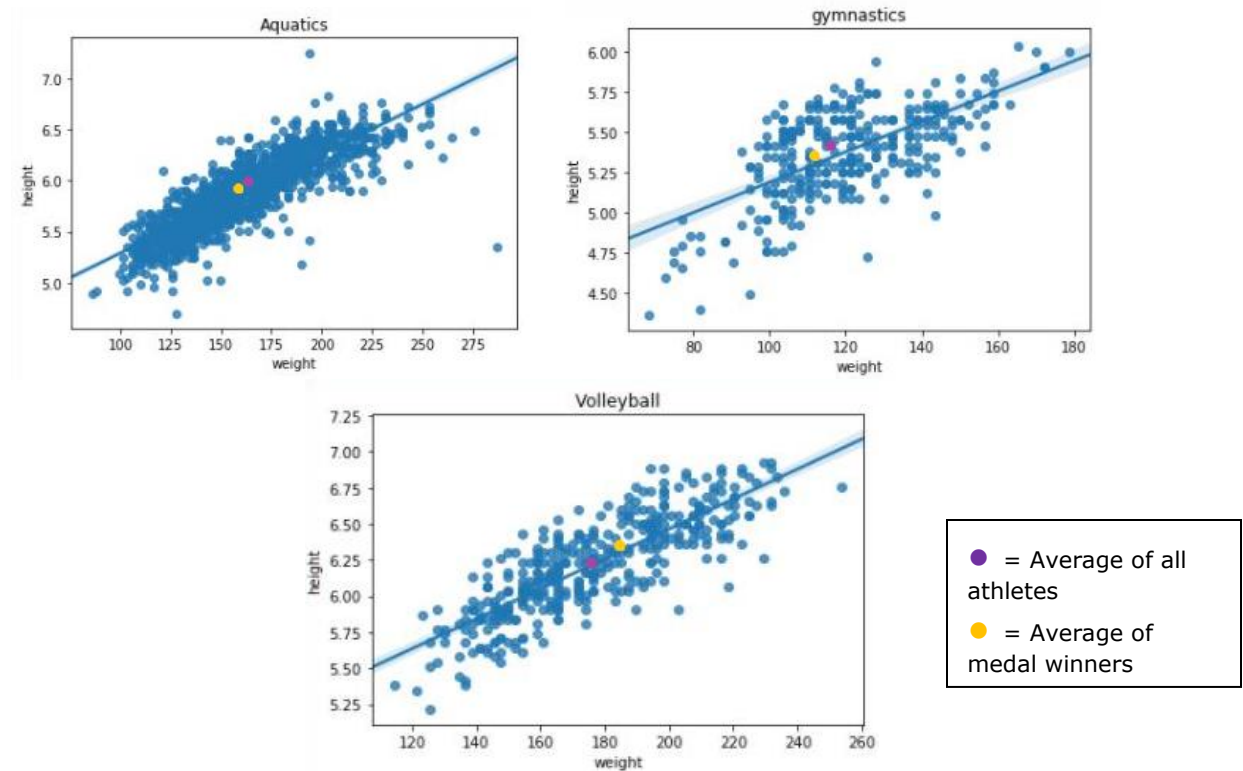 Aquatics
7.0
6.5
6.0
5.5
5.0
height
100 125 150 175 200 225 250 275
weight
gymnastics
6.00
5.75
5.50
5.25
5.00
4.75
4.50
height
80 100 120 140 160 180
weight
Volleyball
7.25
7.00
6.75
6.50
6.25
6.00
5.75
5.50
5.25
height
120 140 160 180 200 220 240 260
weight
= Average of all
athletes
= Average of
medal winners